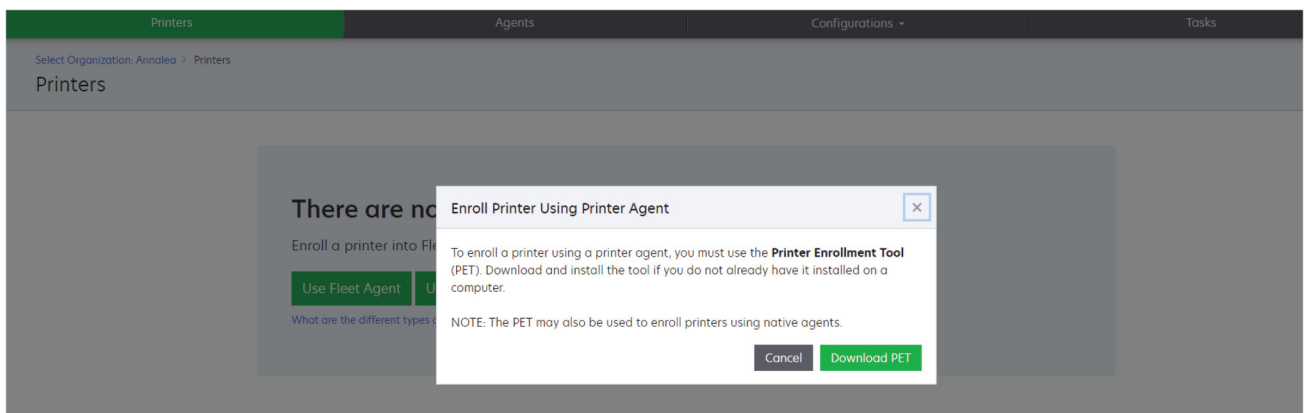 Printers Agents Configurations Tasks
Select Organization: Annalea > Printers
Printers
There are no
Enroll a printer into Fle
Use Fleet Agent U
What are the different types
Enroll Printer Using Printer Agent
To enroll a printer using a printer agent, you must use the Printer Enrollment Tool
(PET). Download and install the tool if you do not already have it installed on a
computer.
NOTE: The PET may also be used to enroll printers using native agents.
Cancel Download PET